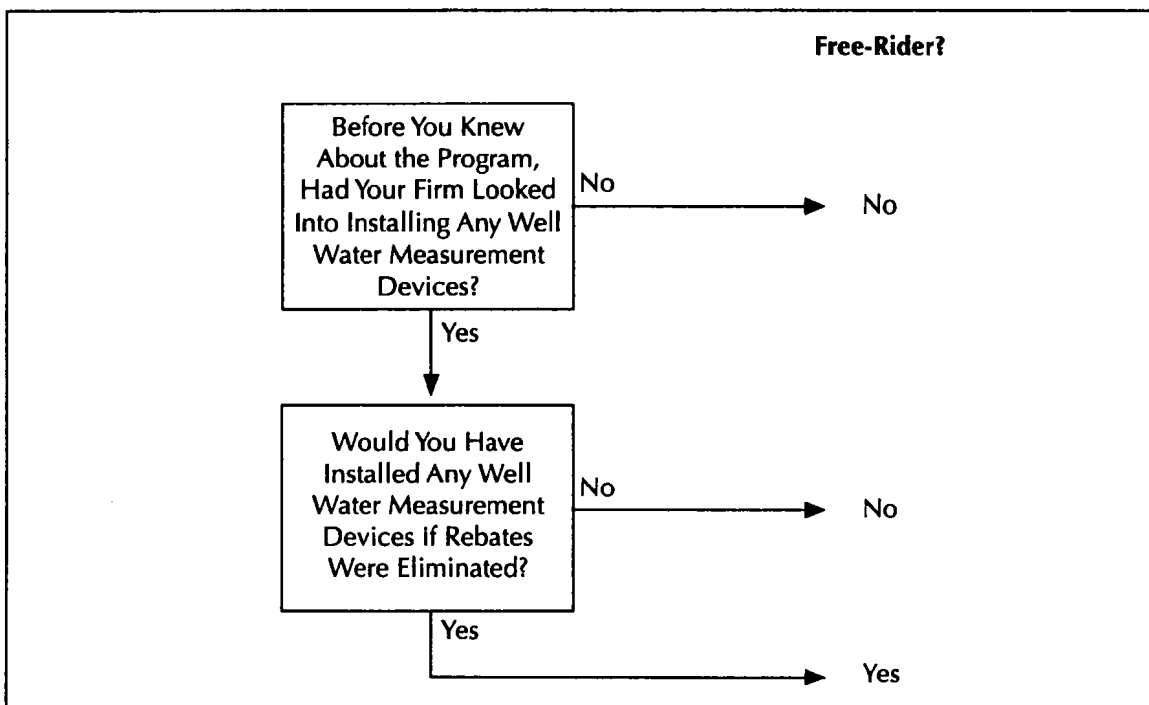 Free-Rider?
Before You Knew
About the Program,
Had Your Firm Looked
Into Installing Any Well
Water Measurement
Devices?
No
No
Yes
Would You Have
Installed Any Well
Water Measurement
Devices If Rebates
Were Eliminated?
No
No
Yes
Yes